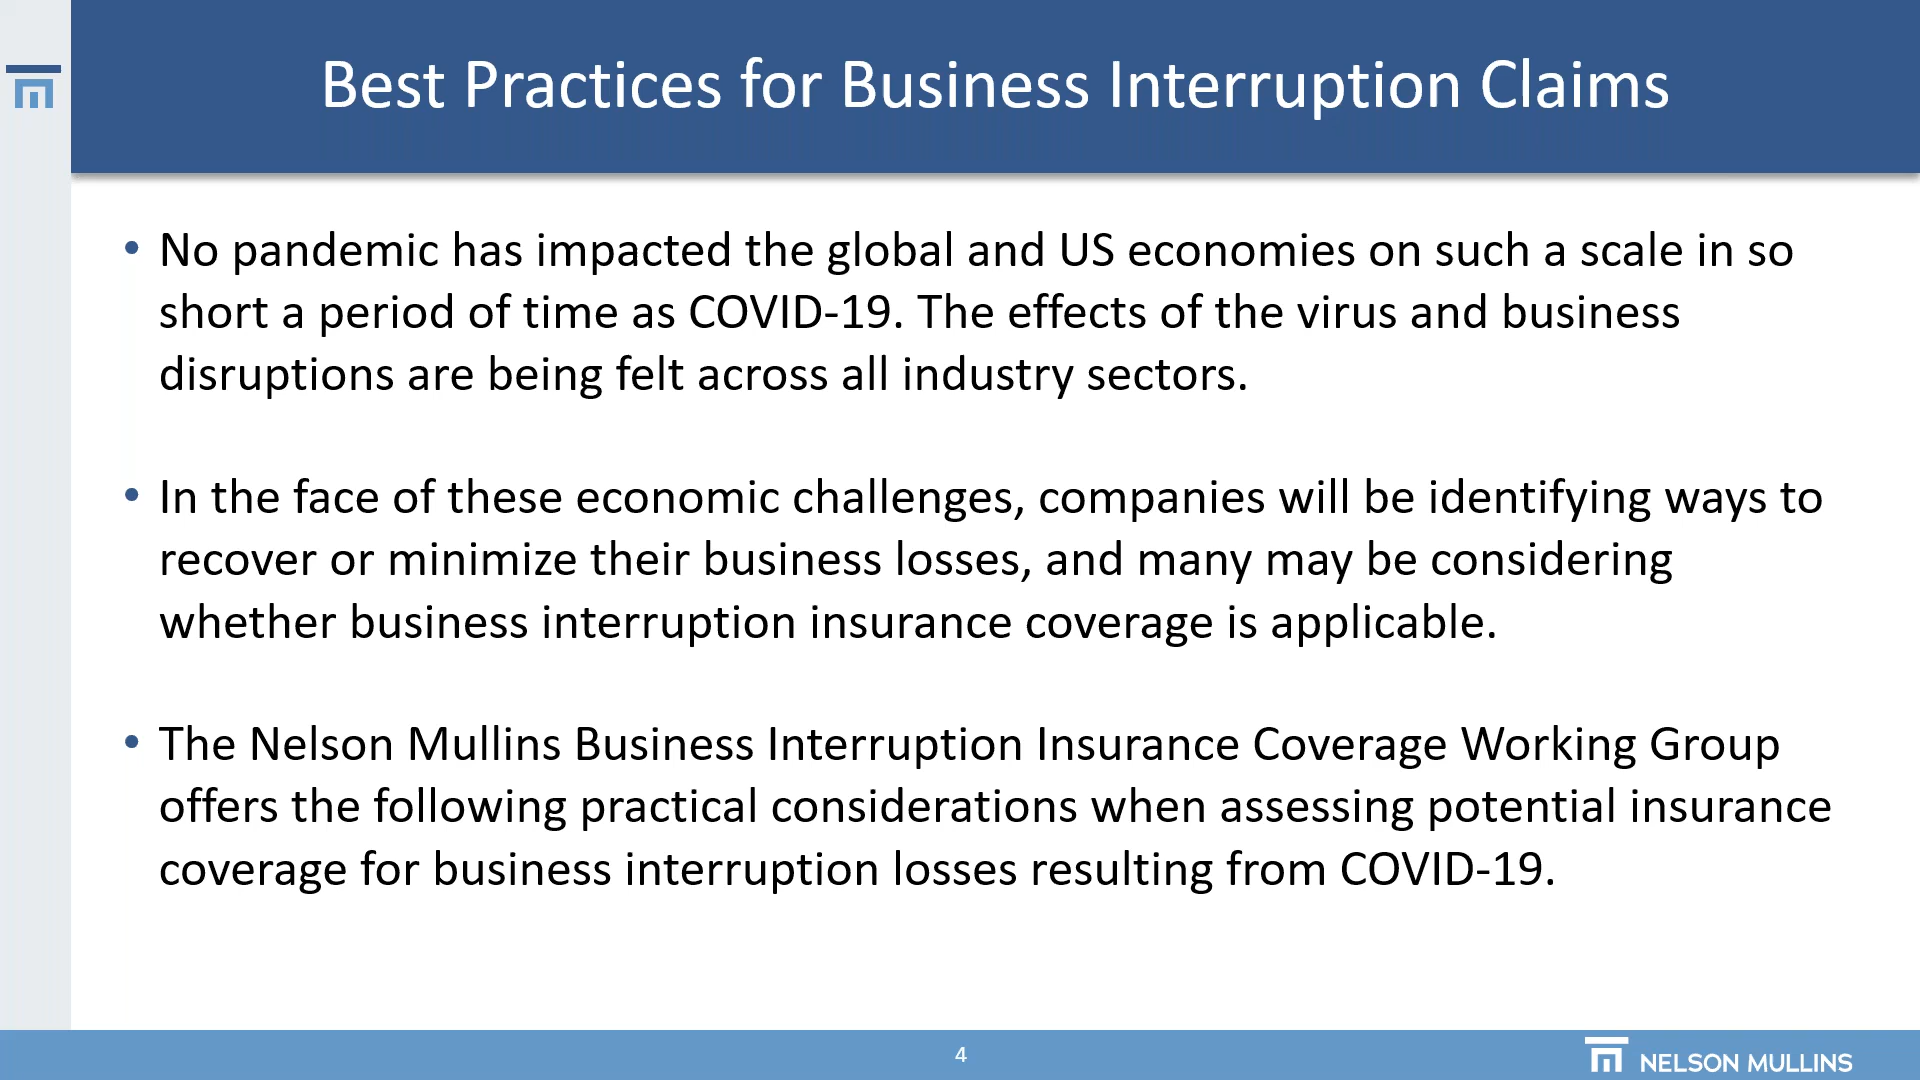 Best Practices for Business Interruption Claims
• No pandemic has impacted the global and US economies on such a scale in so
short a period of time as COVID-19. The effects of the virus and business
disruptions are being felt across all industry sectors.
• In the face of these economic challenges, companies will be identifying ways to
recover or minimize their business losses, and many may be considering
whether business interruption insurance coverage is applicable.
• The Nelson Mullins Business Interruption Insurance Coverage Working Group
offers the following practical considerations when assessing potential insurance
coverage for business interruption losses resulting from COVID-19.
4
NELSON MULLINS